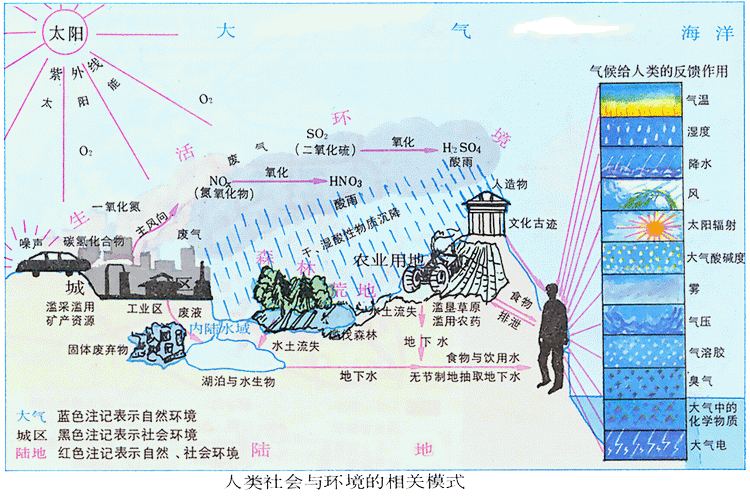 太阳
大 气 海洋
紫外线
太阳能
气候给人类的反馈作用
O₂
O₂
生活环境
废气
SO₂
(二氧化硫)
氧化
H₂SO₄
酸雨
NO₂
(氮氧化物)
氧化
HNO₃
酸雨
一氧化氮
主风向
噪声
碳氢化合物
废气
干、湿酸性物质沉降
人造物
文化古迹
森林
荒地
农业用地
城 区
滥采滥用
矿产资源
工业区
废液
内陆水域
固体废弃物
水土流失
滥伐森林
水土流失
滥垦草原
滥用农药
食物
排泄
地下水
食物与饮用水
湖泊与水生物
地下水
无节制地抽取地下水
气温
湿度
降水
风
太阳辐射
大气酸碱度
雾
气压
气溶胶
臭气
大气中的
化学物质
大气电
大气 蓝色注记表示自然环境
城区 黑色注记表示社会环境
陆地 红色注记表示自然、社会环境
陆 地
人类社会与环境的相关模式